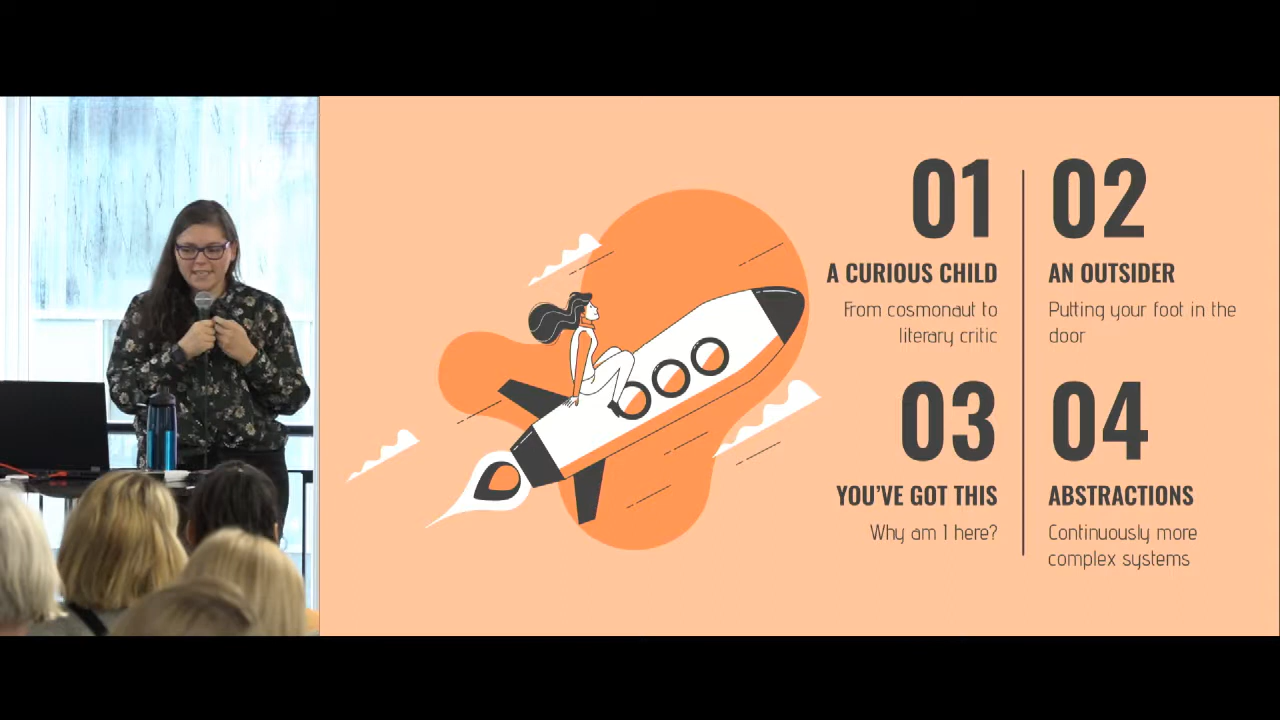 01
A CURIOUS CHILD
From cosmonaut to
literary critic
02
AN OUTSIDER
Putting your foot in the
door
03
YOU'VE GOT THIS
Why am I here?
04
ABSTRACTIONS
Continuously more
complex systems